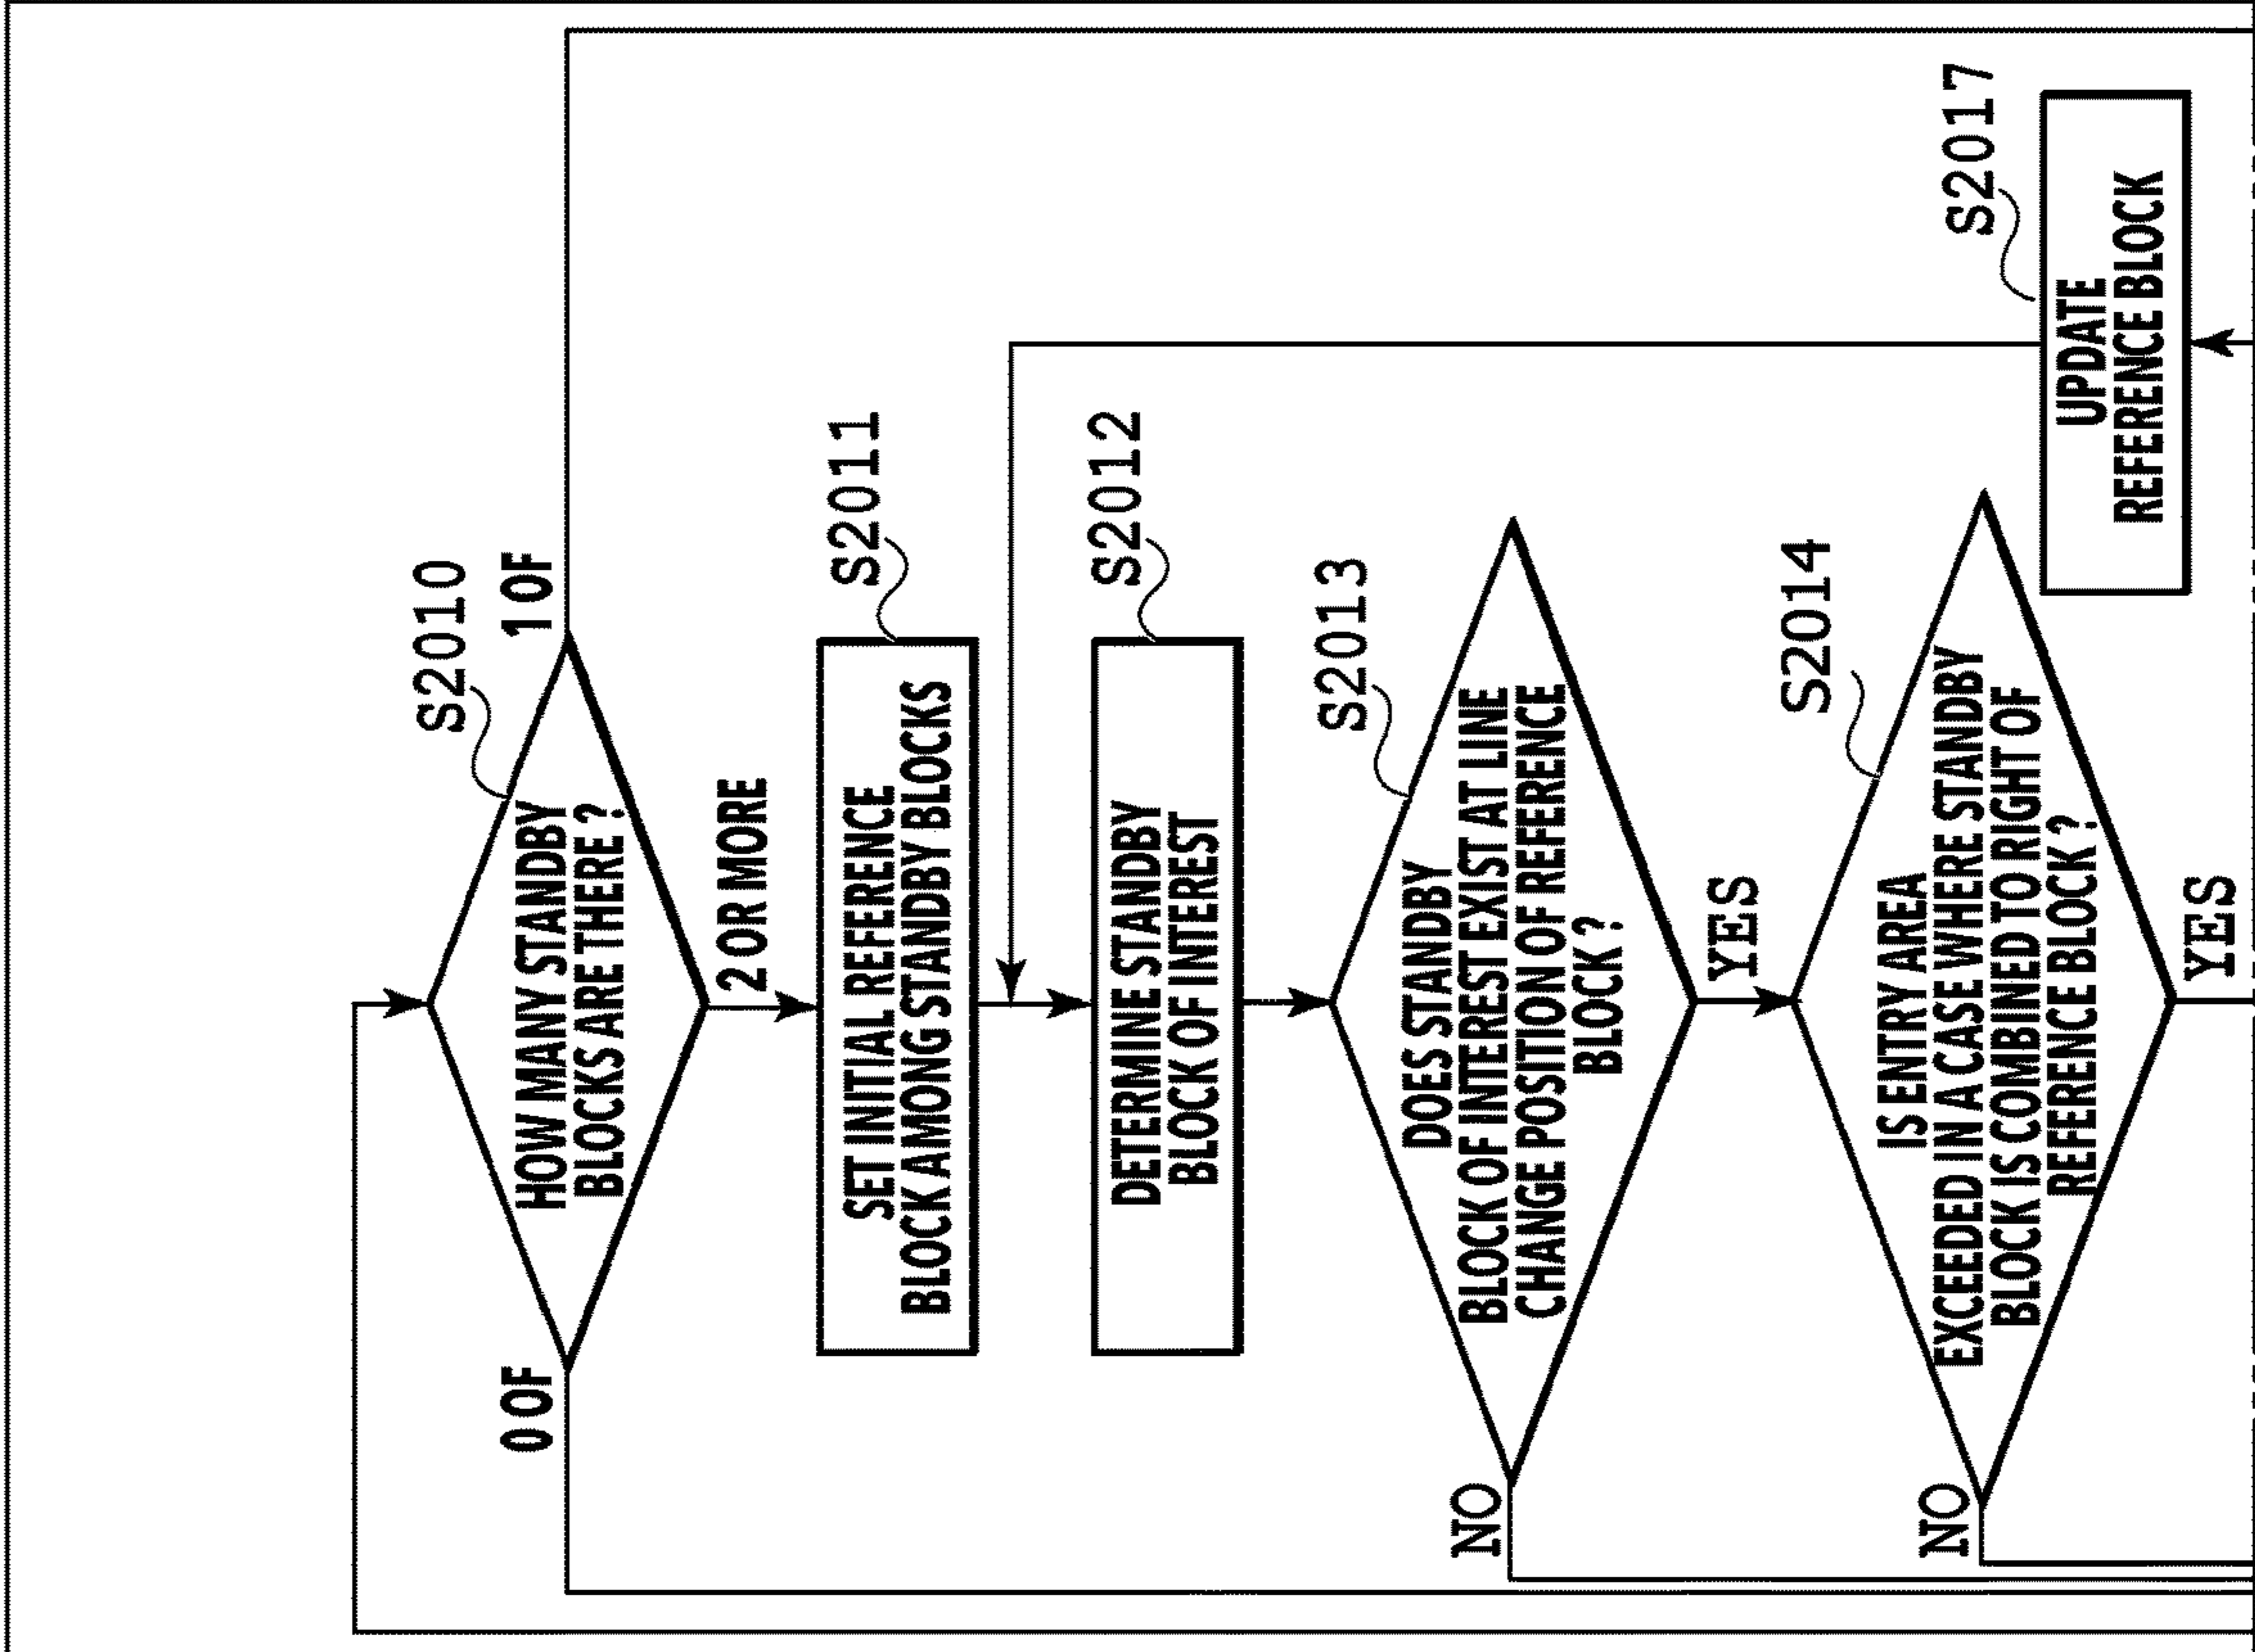 S2010
HOW MANY STANDBY
BLOCKS ARE THERE ?
0 OF
1 OF
2 OR MORE
S2011
SET INITIAL REFERENCE
BLOCK AMONG STANDBY BLOCKS
S2012
DETERMINE STANDBY
BLOCK OF INTEREST
S2013
DOES STANDBY
BLOCK OF INTEREST EXIST AT LINE
CHANGE POSITION OF REFERENCE
BLOCK ?
NO
YES
S2014
IS ENTRY AREA
EXCEEDED IN A CASE WHERE STANDBY
BLOCK IS COMBINED TO RIGHT OF
REFERENCE BLOCK ?
NO
YES
S2017
UPDATE
REFERENCE BLOCK